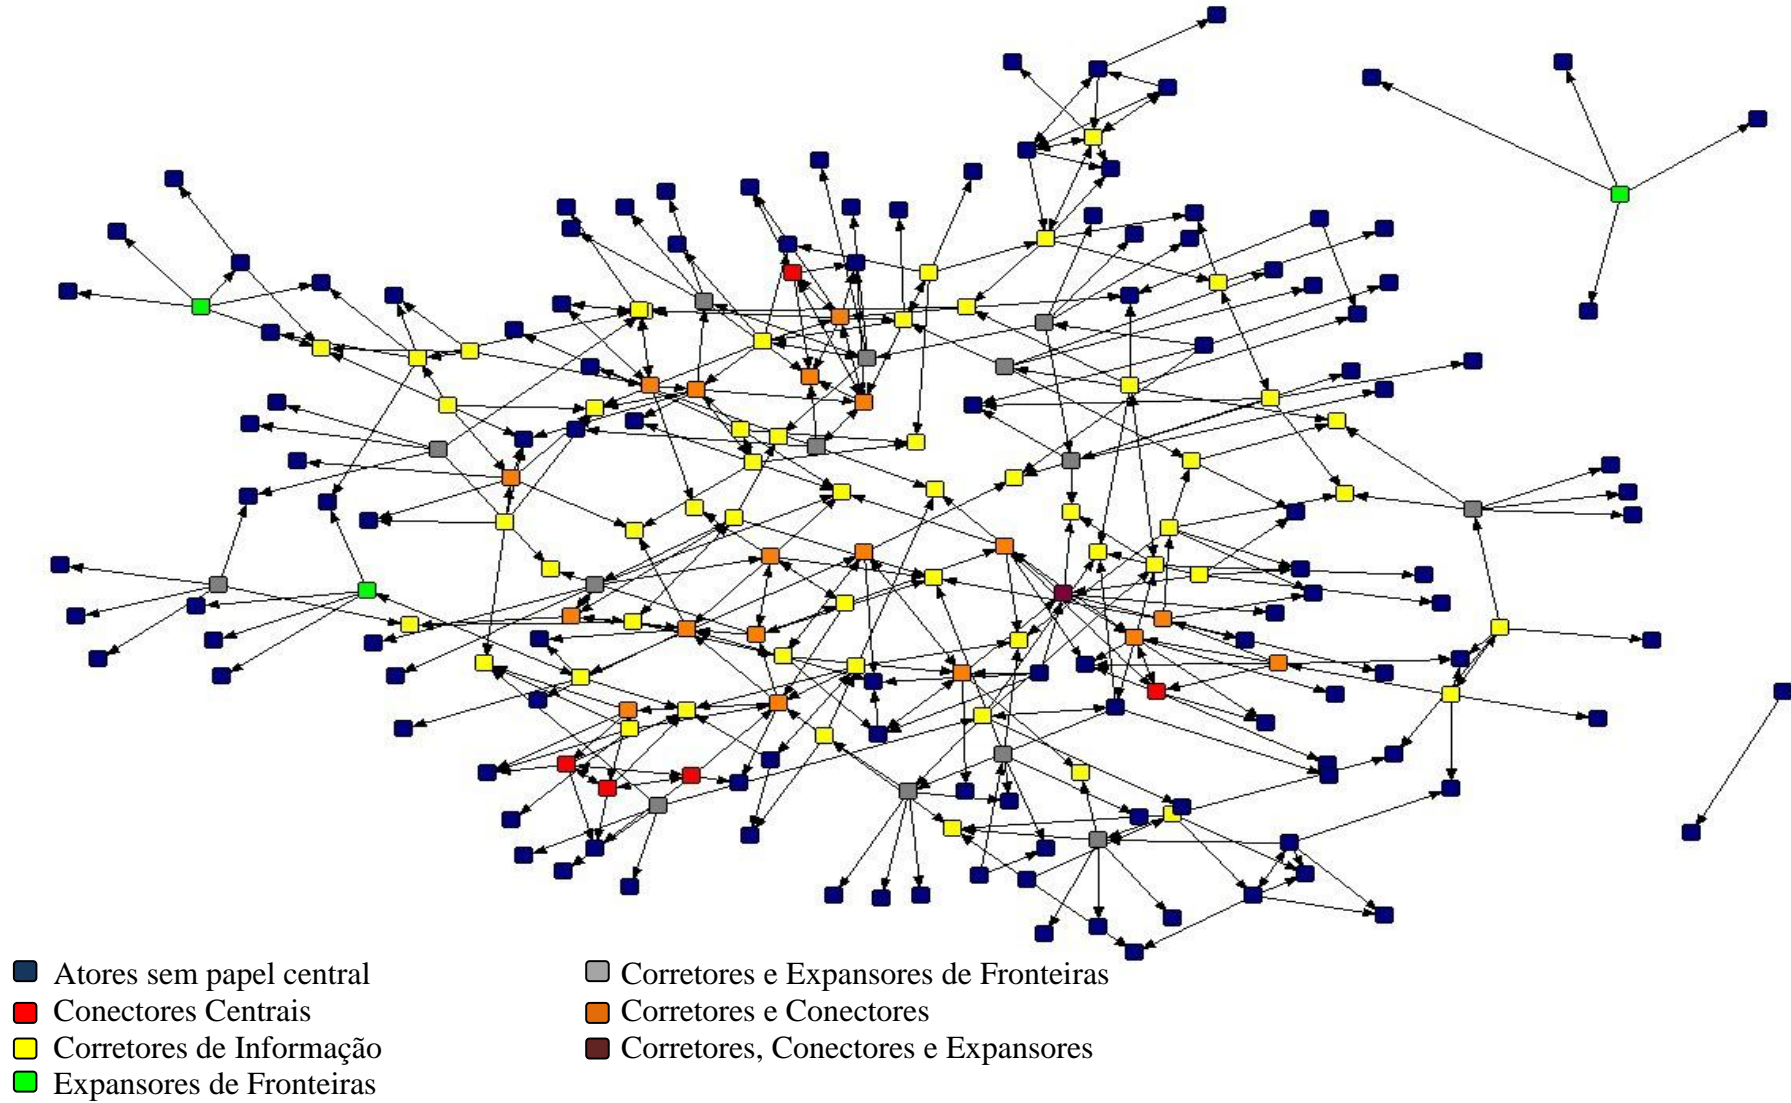 Atores sem papel central
Conectores Centrais
Corretores de Informação
Expansores de Fronteiras
Corretores e Expansores de Fronteiras
Corretores e Conectores
Corretores, Conectores e Expansores